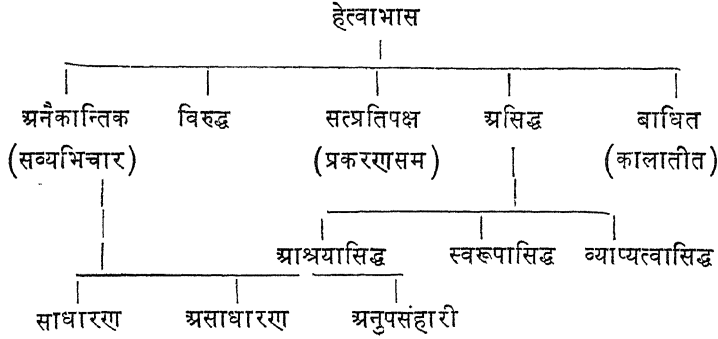 हेत्वाभास
अनैकान्तिक विरुद्ध सत्प्रतिपक्ष असिद्ध बाधित
(सव्यभिचार) (प्रकरणसम) (कालातीत)
आश्रयासिद्ध स्वरूपासिद्ध व्याप्यत्वासिद्ध
साधारण असाधारण अनुपसंहारी